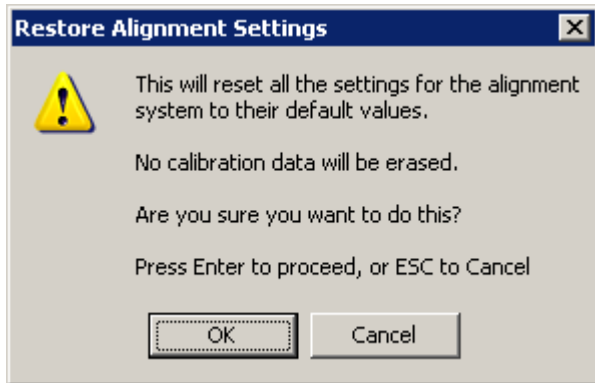 Restore Alignment Settings
This will reset all the settings for the alignment
system to their default values.
No calibration data will be erased.
Are you sure you want to do this?
Press Enter to proceed, or ESC to Cancel
OK
Cancel